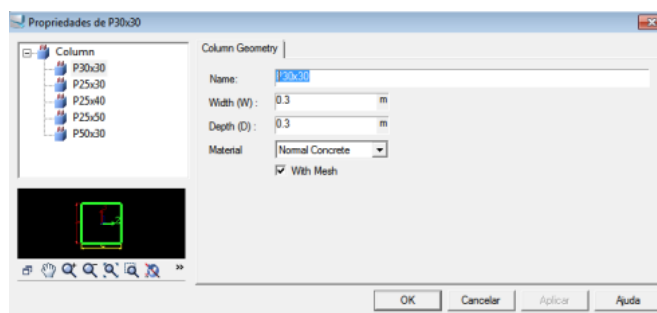 Propriedades de P30x30
Column
P30x30
P25x30
P25x40
P25x50
P50x30
Column Geometry
Name: P30x30
Width (W) : 0.3 m
Depth (D) : 0.3 m
Material Normal Concrete
With Mesh
2
»
OK Cancelar Aplicar Ajuda